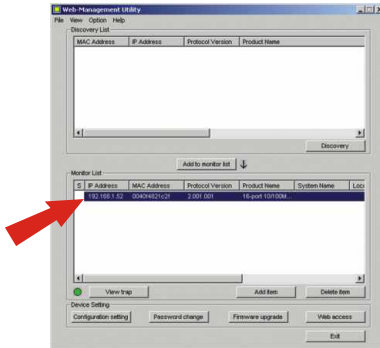 Web-Management Utility
File View Option Help
Discovery List
MAC Address IP Address Protocol Version Product Name
Discovery
Add to monitor list
Monitor List
S IP Address MAC Address Protocol Version Product Name System Name Loca
192.168.1.52 0040f4821c2f 2.001.001 16-port 10/100M...
View trap Add item Delete item
Device Setting
Configuration setting Password change Firmware upgrade Web access
Exit